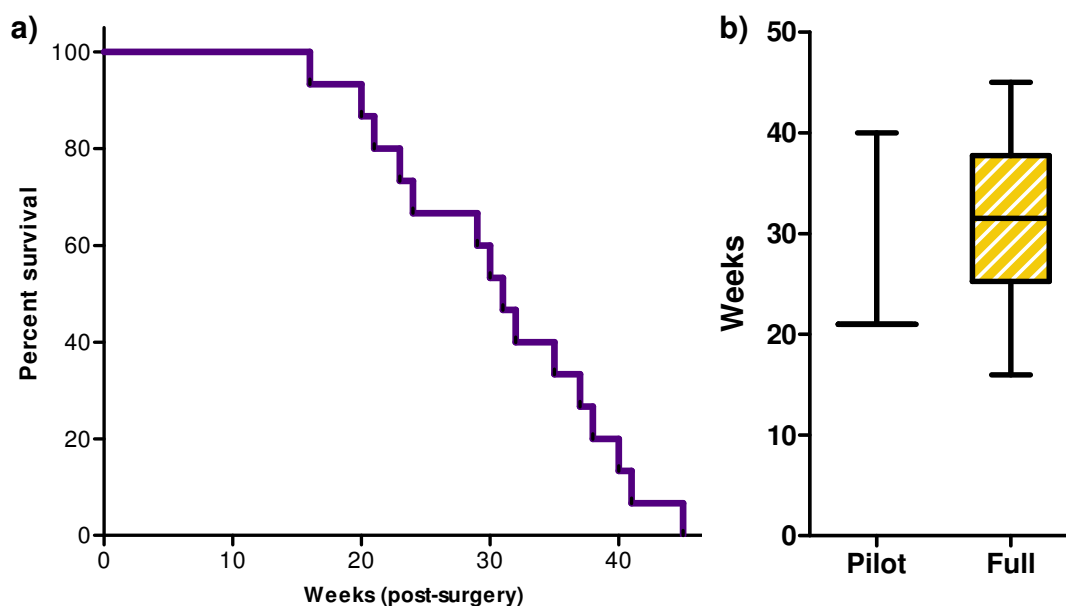 a)
Percent survival
100
80
60
40
20
0
0 10 20 30 40
Weeks (post-surgery)
b)
Weeks
50
40
30
20
10
0
Pilot Full